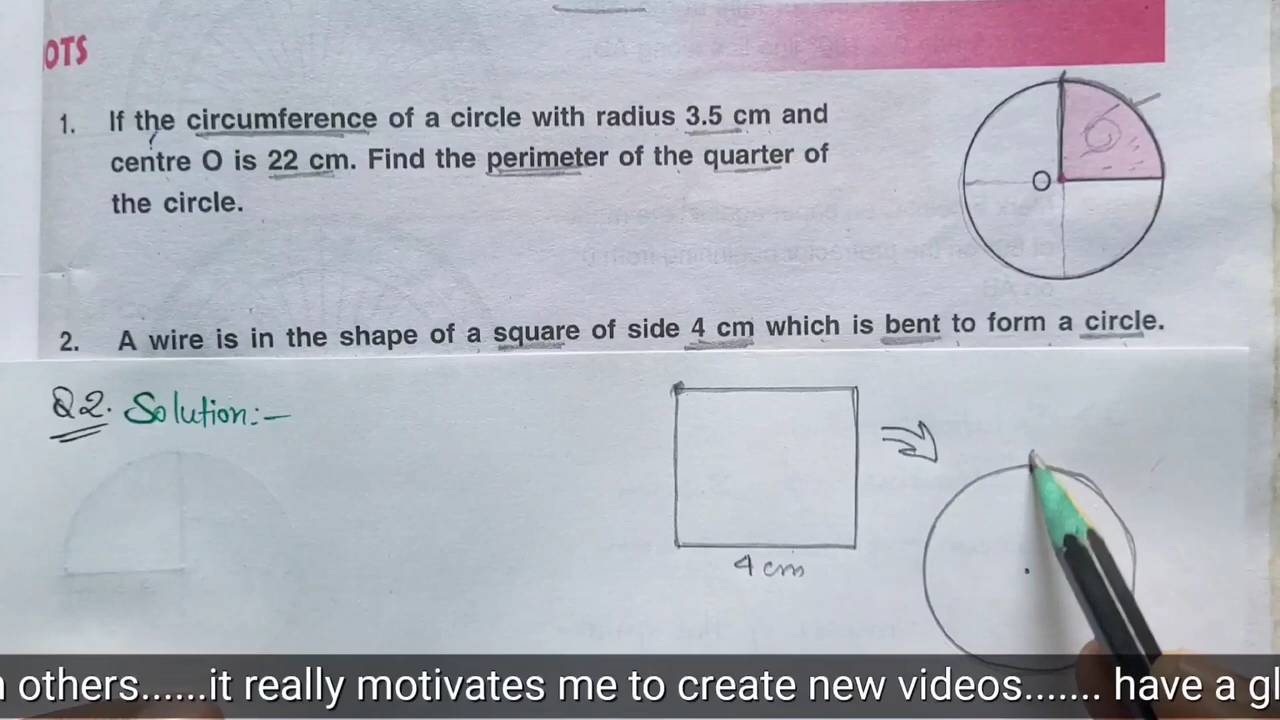 OTS
1. If the circumference of a circle with radius 3.5 cm and
centre O is 22 cm. Find the perimeter of the quarter of
the circle.
O
2. A wire is in the shape of a square of side 4 cm which is bent to form a circle.
Q2. Solution:-
4 cm
others......it really motivates me to create new videos....... have a